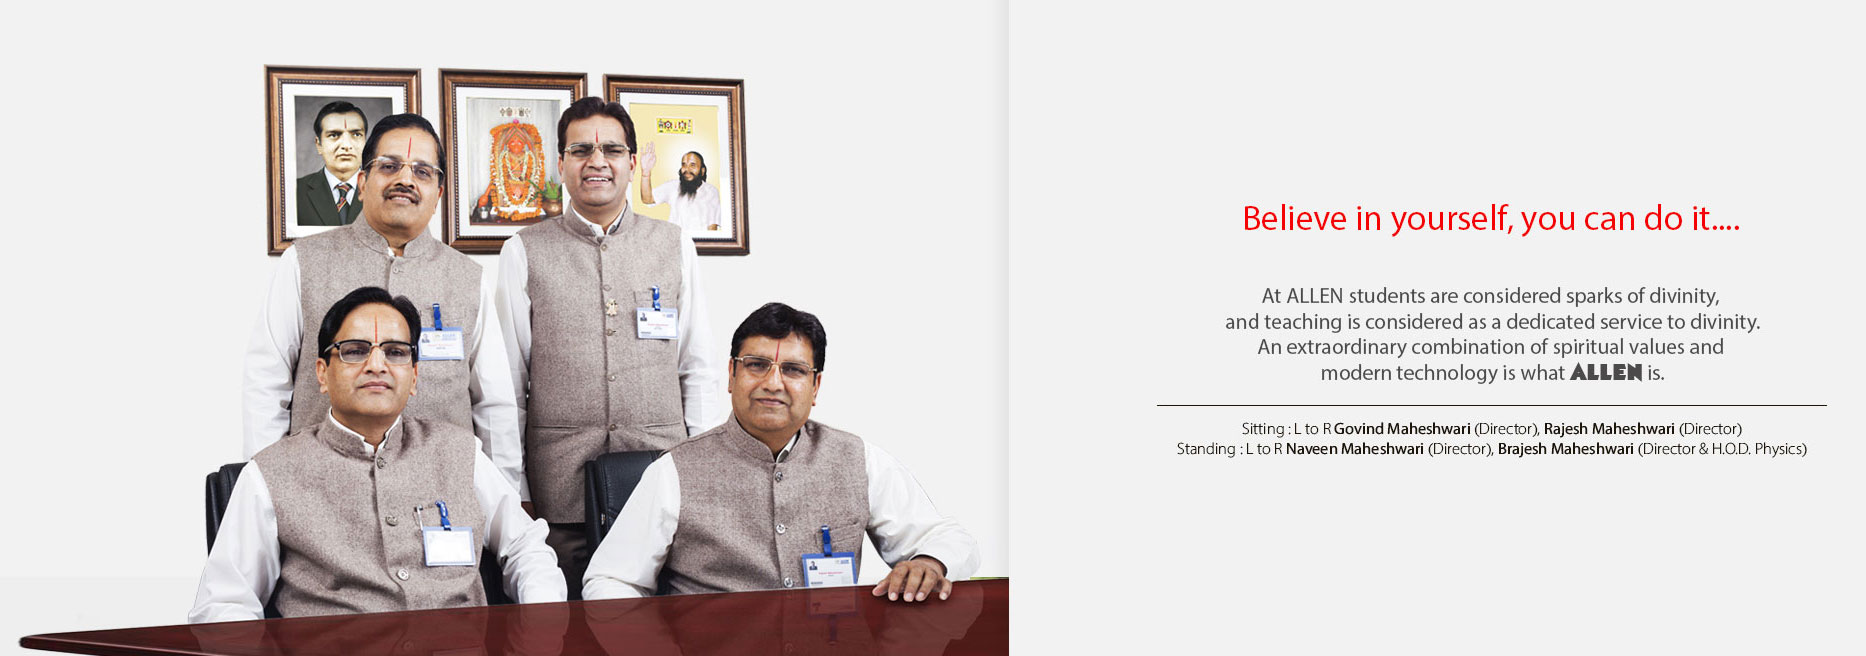 Believe in yourself, you can do it....
At ALLEN students are considered sparks of divinity,
and teaching is considered as a dedicated service to divinity.
An extraordinary combination of spiritual values and
modern technology is what ALLEN is.
Sitting : L to R Govind Maheshwari (Director), Rajesh Maheshwari (Director)
Standing : L to R Naveen Maheshwari (Director), Brajesh Maheshwari (Director & H.O.D. Physics)